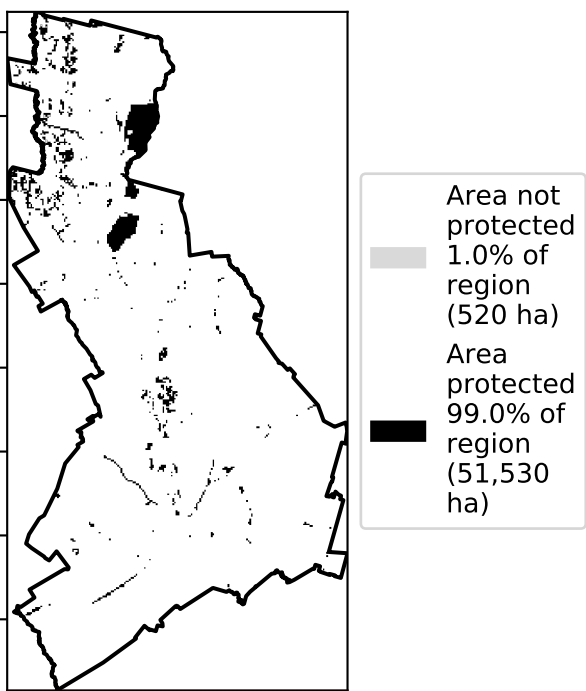 Area not
protected
1.0% of
region
(520 ha)
Area
protected
99.0% of
region
(51,530
ha)